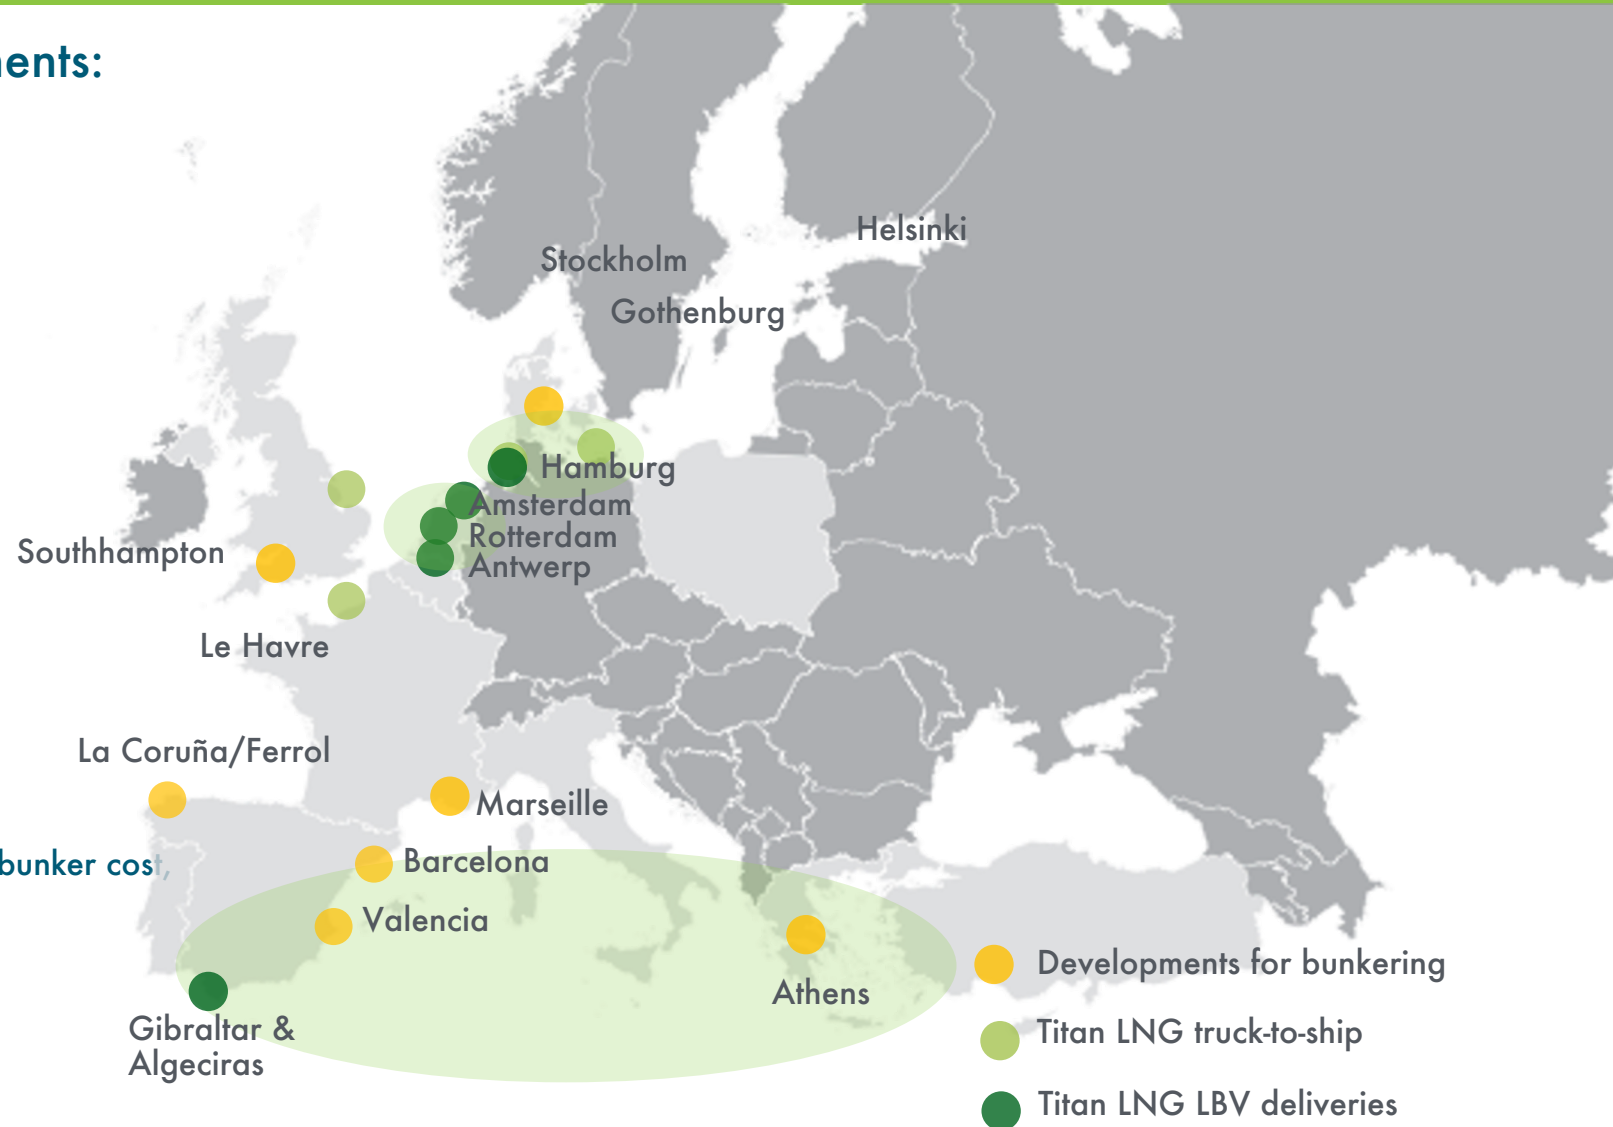 ents:
Helsinki
Stockholm
Gothenburg
Hamburg
Amsterdam
Rotterdam
Antwerp
Southhampton
Le Havre
La Coruña/Ferrol
Marseille
bunker cost,
Barcelona
Valencia
Developments for bunkering
Athens
Gibraltar &
Algeciras
Titan LNG truck-to-ship
Titan LNG LBV deliveries